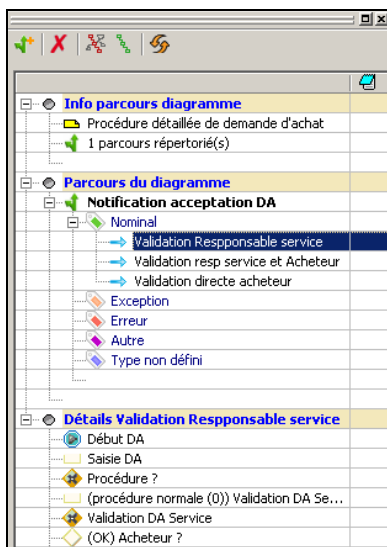 Info parcours diagramme
Procédure détaillée de demande d'achat
1 parcours répertorié(s)
Parcours du diagramme
Notification acceptation DA
Nominal
Validation Respponsable service
Validation resp service et Acheteur
Validation directe acheteur
Exception
Erreur
Autre
Type non défini
Détails Validation Respponsable service
Début DA
Saisie DA
Procédure ?
(procédure normale (0)) Validation DA Se...
Validation DA Service
(OK) Acheteur ?